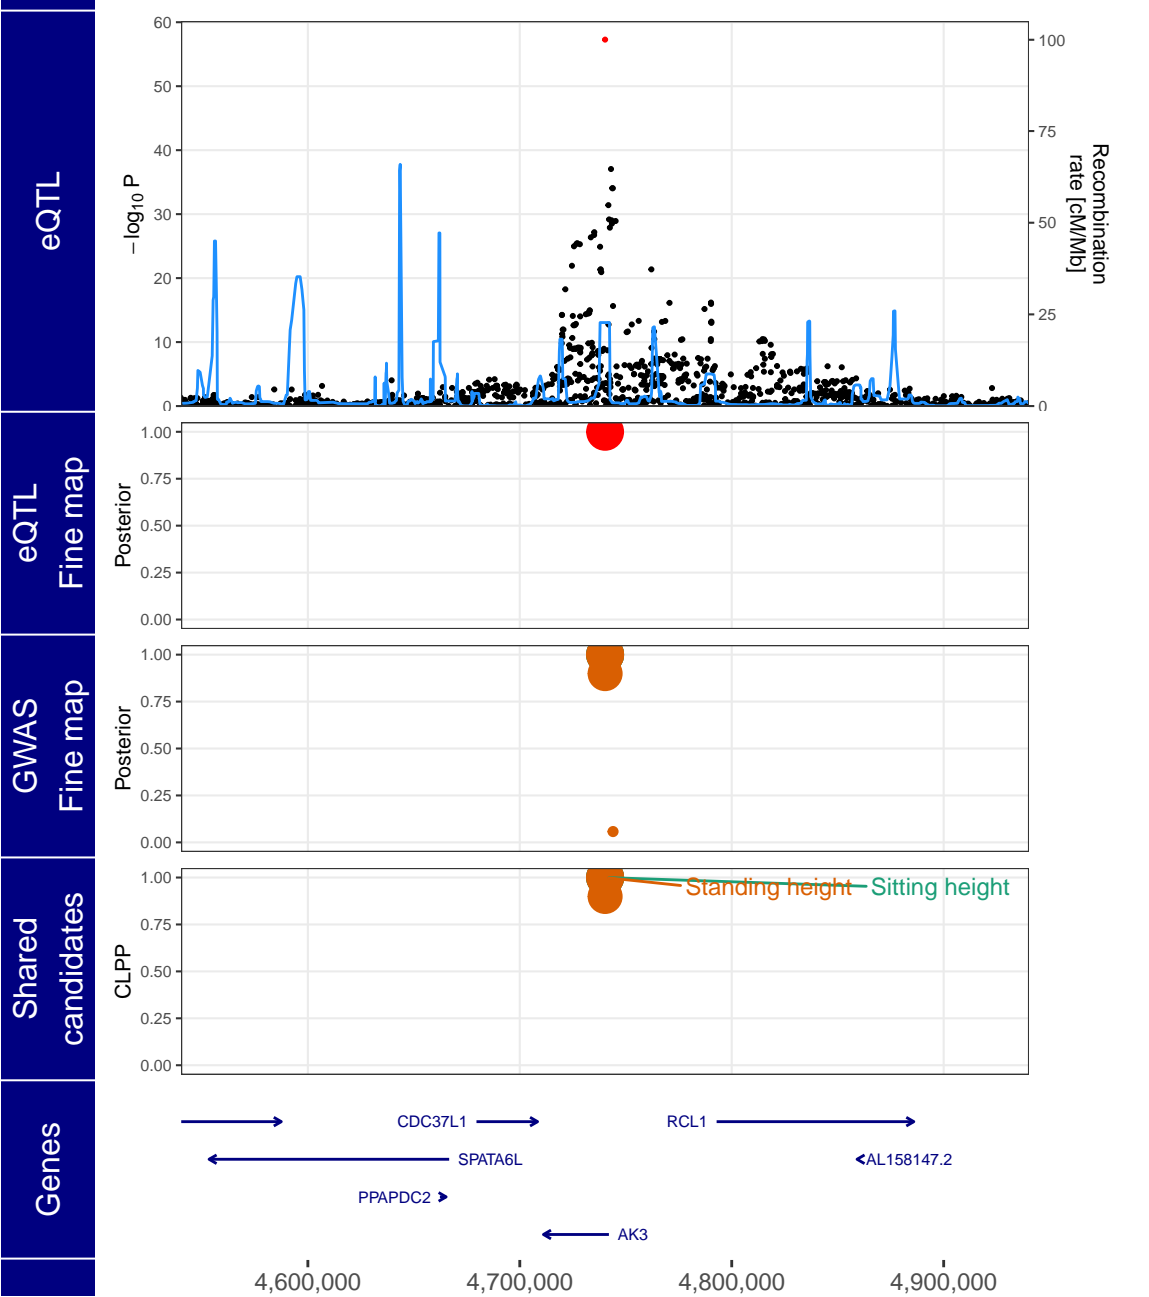 eQTL
−log10 P
60
50
40
30
20
10
0
100
75
50
25
0
Recombination
rate [cM/Mb]
eQTL
Fine map
Posterior
1.00
0.75
0.50
0.25
0.00
GWAS
Fine map
Posterior
1.00
0.75
0.50
0.25
0.00
Shared
candidates
CLPP
1.00
0.75
0.50
0.25
0.00
Standing height
Sitting height
Genes
CDC37L1
RCL1
SPATA6L
AL158147.2
PPAPDC2
AK3
4,600,000
4,700,000
4,800,000
4,900,000